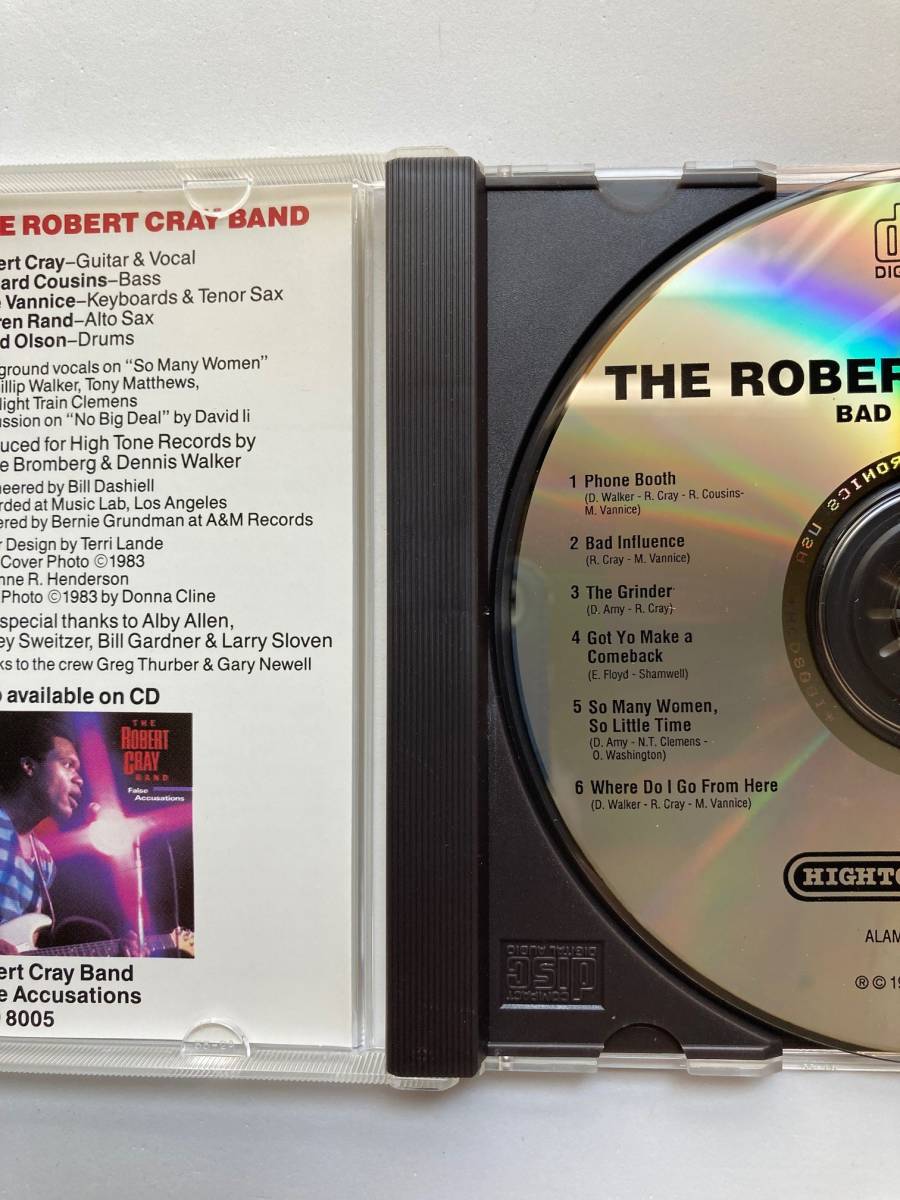 E ROBERT CRAY BAND
ert Cray–Guitar & Vocal
ard Cousins–Bass
e Vannice–Keyboards & Tenor Sax
ren Rand–Alto Sax
d Olson–Drums
ground vocals on "So Many Women"
illip Walker, Tony Matthews,
light Train Clemens
ussion on "No Big Deal" by David li
uced for High Tone Records by
e Bromberg & Dennis Walker
neered by Bill Dashiell
rded at Music Lab, Los Angeles
ered by Bernie Grundman at A&M Records
r Design by Terri Lande
Cover Photo ©1983
nne R. Henderson
Photo ©1983 by Donna Cline
special thanks to Alby Allen,
ey Sweitzer, Bill Gardner & Larry Sloven
ks to the crew Greg Thurber & Gary Newell
o available on CD
THE
ROBERT
CRAY
BAND
False
Accusations
ert Cray Band
e Accusations
8005
DIG
THE ROBER
BAD
1 Phone Booth
(D. Walker - R. Cray - R. Cousins-
M. Vannice)
2 Bad Influence
(R. Cray - M. Vannice)
3 The Grinder
(D. Amy - R. Cray)
4 Got Yo Make a
Comeback
(E. Floyd - Shamwell)
5 So Many Women,
So Little Time
(D. Amy - N.T. Clemens -
O. Washington)
6 Where Do I Go From Here
(D. Walker - R. Cray - M. Vannice)
HIGHTO
ALAM
℗ © 19
COMPACT
disc
DIGITAL AUDIO